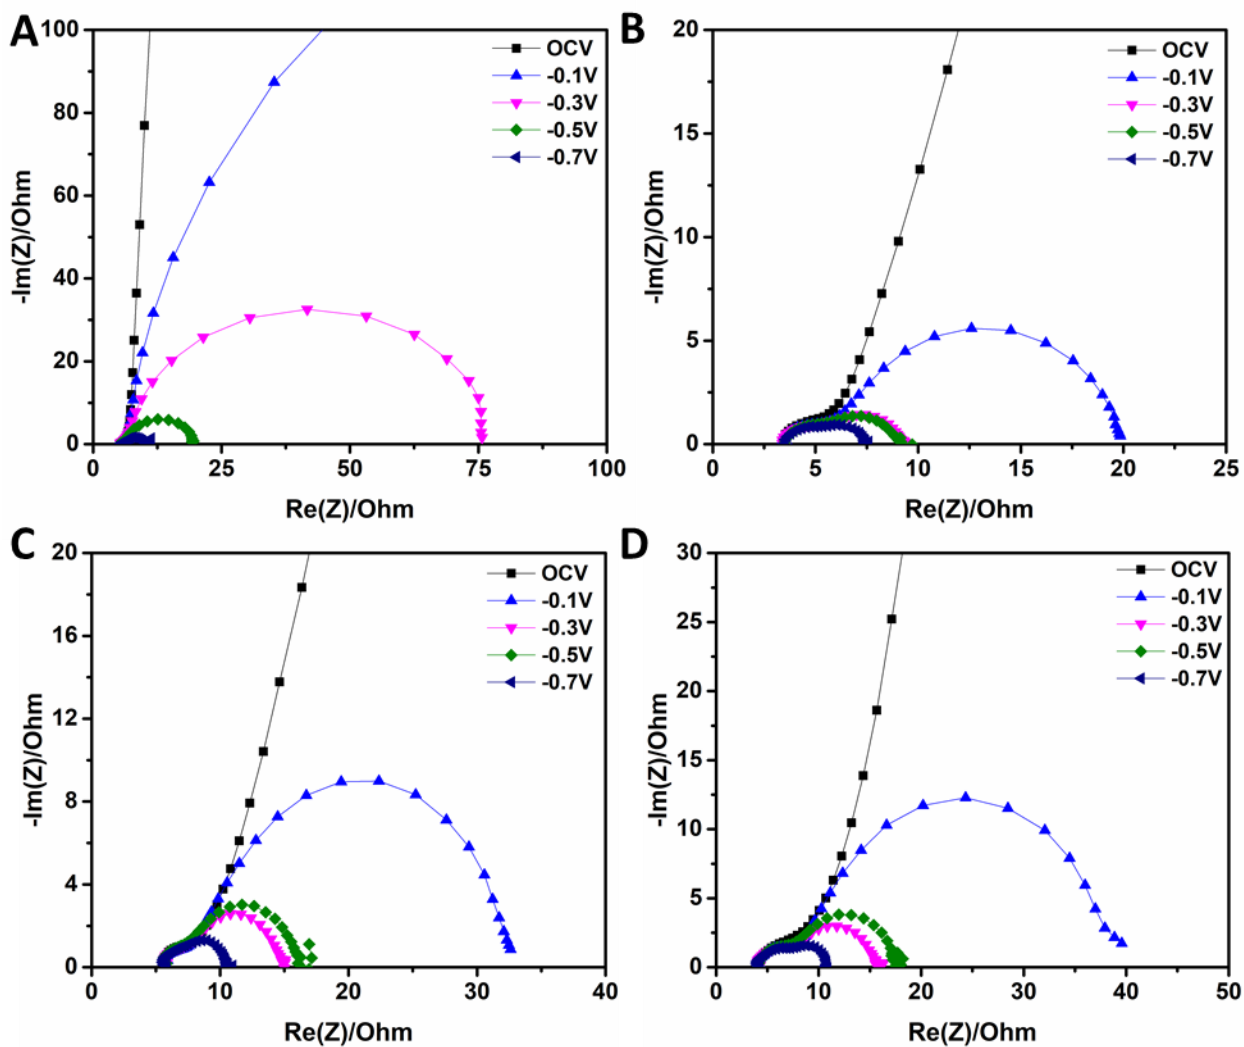 A
100
80
60
40
20
0
-Im(Z)/Ohm
0 25 50 75 100
Re(Z)/Ohm
OCV
-0.1V
-0.3V
-0.5V
-0.7V
B
20
15
10
5
0
-Im(Z)/Ohm
0 5 10 15 20 25
Re(Z)/Ohm
OCV
-0.1V
-0.3V
-0.5V
-0.7V
C
20
16
12
8
4
0
-Im(Z)/Ohm
0 10 20 30 40
Re(Z)/Ohm
OCV
-0.1V
-0.3V
-0.5V
-0.7V
D
30
25
20
15
10
5
0
-Im(Z)/Ohm
0 10 20 30 40 50
Re(Z)/Ohm
OCV
-0.1V
-0.3V
-0.5V
-0.7V